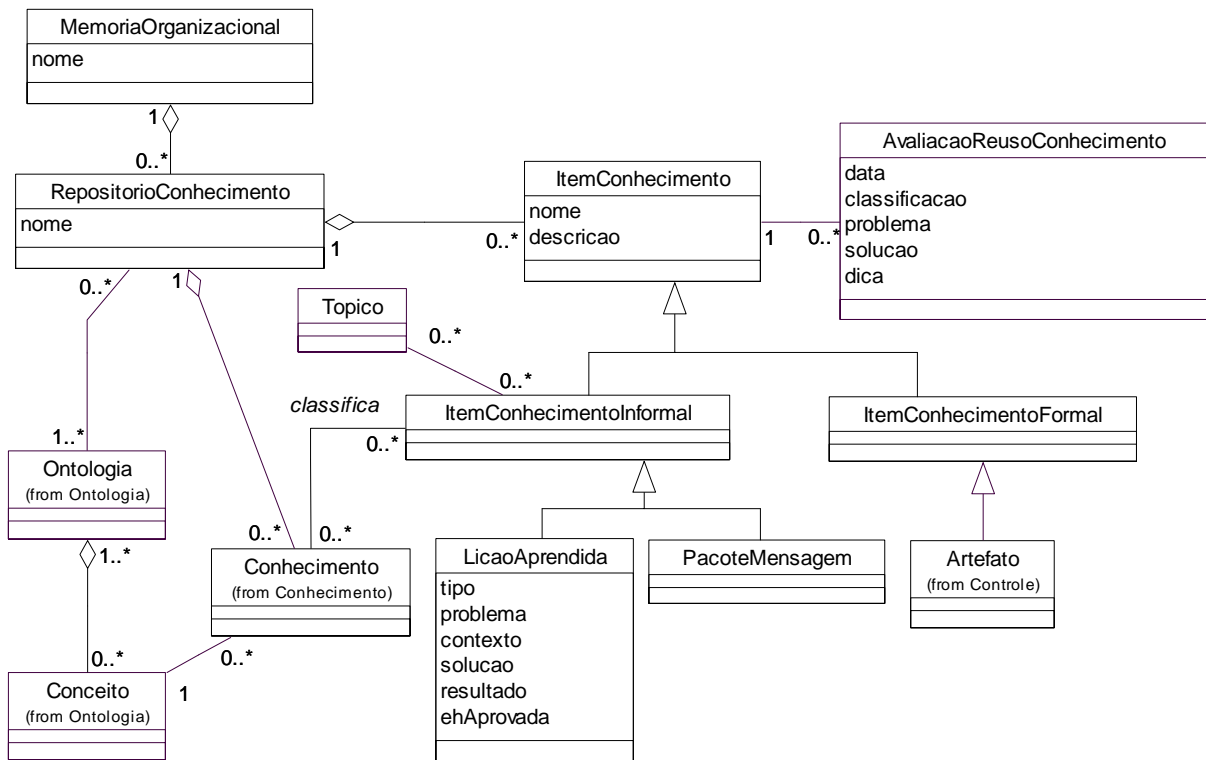 MemoriaOrganizacional
nome
1
0..*
RepositorioConhecimento
nome
1
0..*
ItemConhecimento
nome
descricao
1
0..*
AvaliacaoReusoConhecimento
data
classificacao
problema
solucao
dica
0..*
1
Topico
0..*
0..*
classifica
ItemConhecimentoInformal
0..*
ItemConhecimentoFormal
1..*
Ontologia
(from Ontologia)
1..*
0..*
0..*
Conhecimento
(from Conhecimento)
LicaoAprendida
tipo
problema
contexto
solucao
resultado
ehAprovada
PacoteMensagem
Artefato
(from Controle)
0..*
0..*
1
Conceito
(from Ontologia)